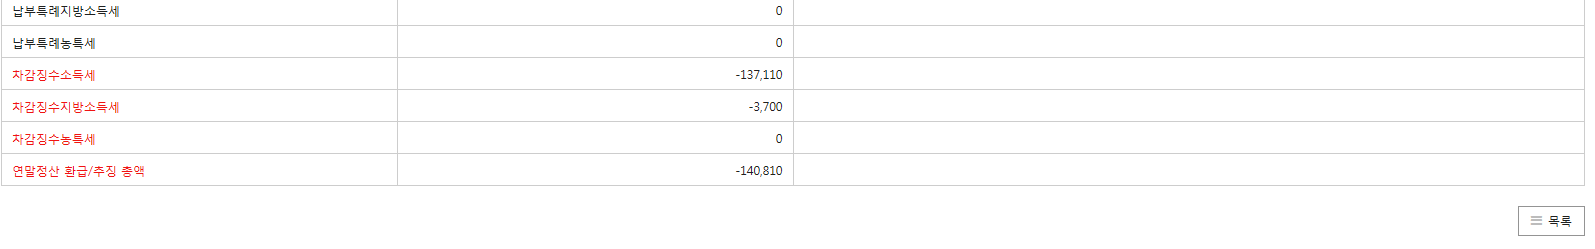 납부특례지방소득세 0
납부특례농특세 0
차감징수소득세 -137,110
차감징수지방소득세 -3,700
차감징수농특세 0
연말정산 환급/추징 총액 -140,810
목록